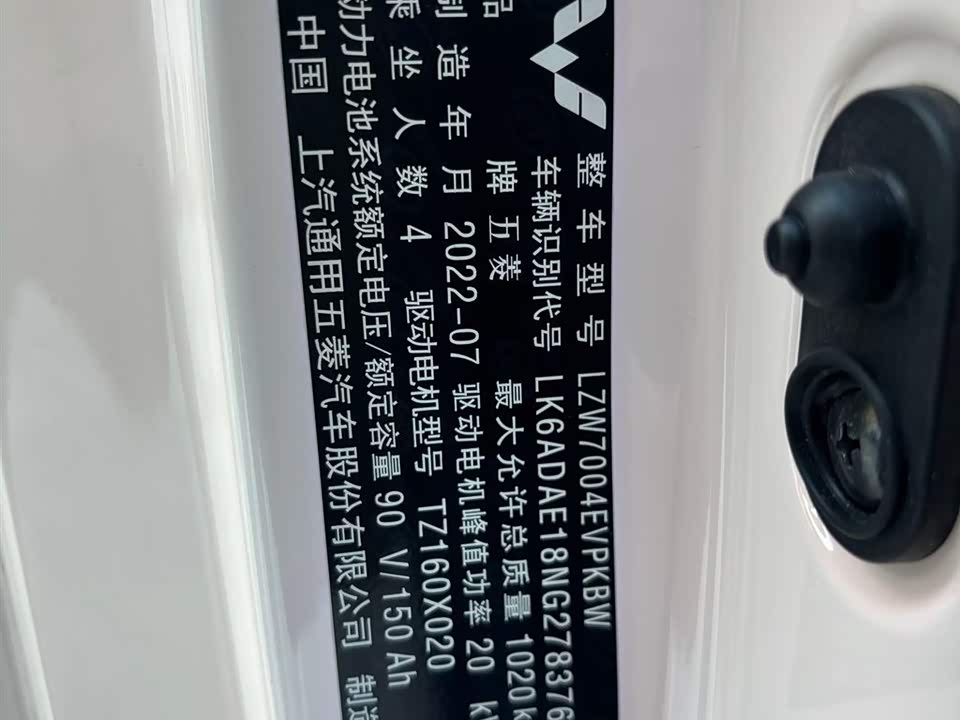 整车型号 LZW7004EVPKBW
车辆识别代号 LK6ADAE18NG278376
品牌 五菱 最大允许总质量 1020k
制造年月 2022-07 驱动电机峰值功率 20 k
乘坐人数 4 驱动电机型号 TZ160X020
动力电池系统额定电压/额定容量 90 V/150 Ah
中国 上汽通用五菱汽车股份有限公司 制造